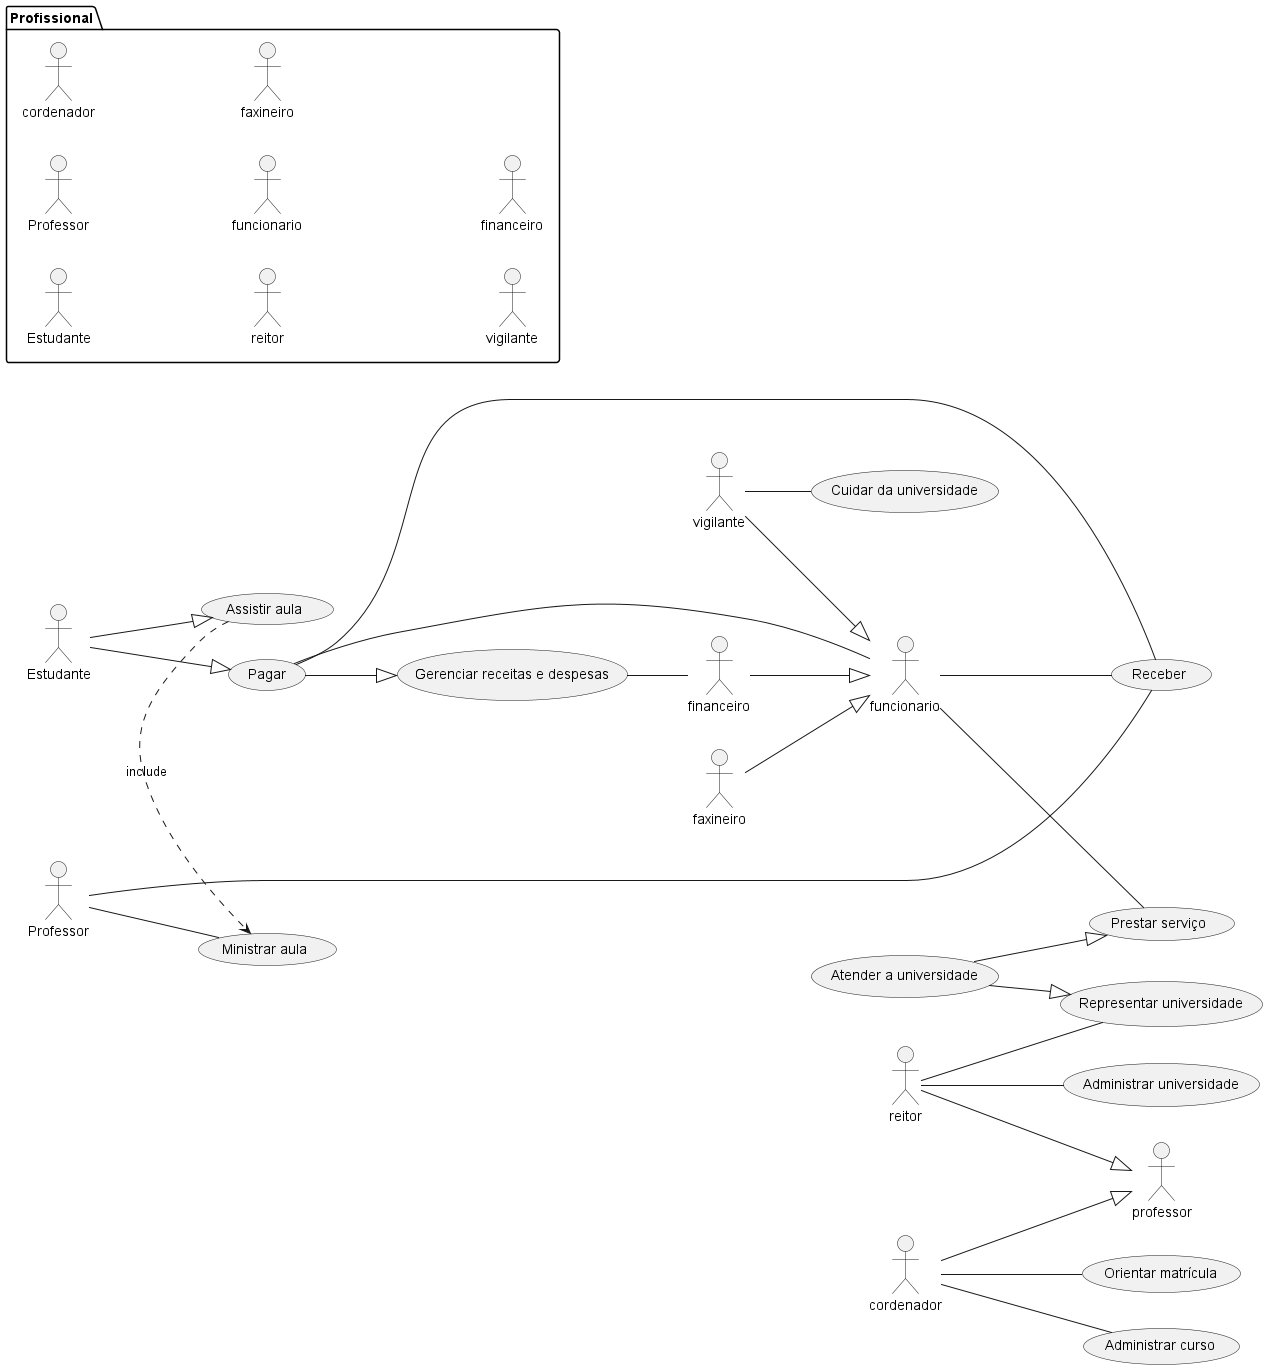 Profissional
cordenador
faxineiro
Professor
funcionario
financeiro
Estudante
reitor
vigilante
vigilante
Cuidar da universidade
Estudante
Assistir aula
Pagar
Gerenciar receitas e despesas
financeiro
funcionario
Receber
include
faxineiro
Professor
Ministrar aula
Prestar serviço
Atender a universidade
Representar universidade
reitor
Administrar universidade
professor
cordenador
Orientar matrícula
Administrar curso